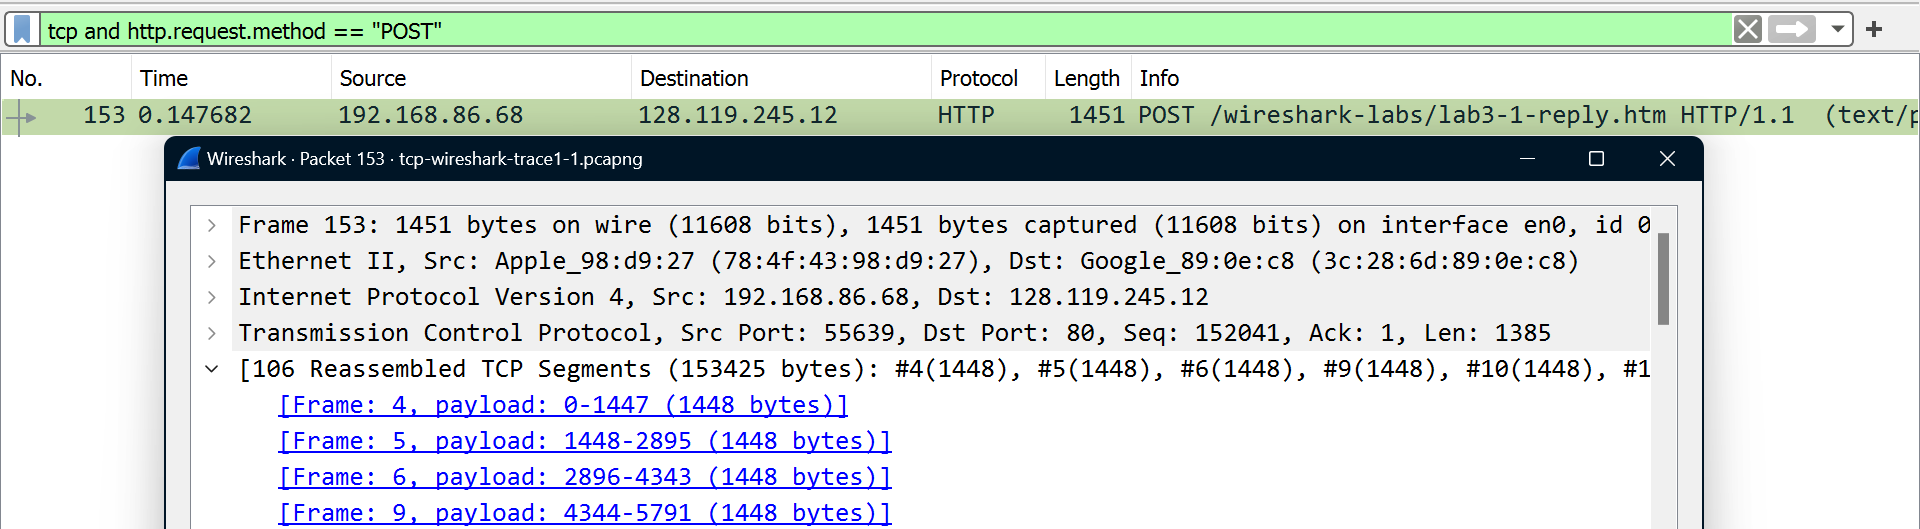 tcp and http.request.method == "POST"
No. Time Source Destination Protocol Length Info
153 0.147682 192.168.86.68 128.119.245.12 HTTP 1451 POST /wireshark-labs/lab3-1-reply.htm HTTP/1.1 (text/p
Wireshark · Packet 153 · tcp-wireshark-trace1-1.pcapng
Frame 153: 1451 bytes on wire (11608 bits), 1451 bytes captured (11608 bits) on interface en0, id 0
Ethernet II, Src: Apple_98:d9:27 (78:4f:43:98:d9:27), Dst: Google_89:0e:c8 (3c:28:6d:89:0e:c8)
Internet Protocol Version 4, Src: 192.168.86.68, Dst: 128.119.245.12
Transmission Control Protocol, Src Port: 55639, Dst Port: 80, Seq: 152041, Ack: 1, Len: 1385
[106 Reassembled TCP Segments (153425 bytes): #4(1448), #5(1448), #6(1448), #9(1448), #10(1448), #1
[Frame: 4, payload: 0-1447 (1448 bytes)]
[Frame: 5, payload: 1448-2895 (1448 bytes)]
[Frame: 6, payload: 2896-4343 (1448 bytes)]
[Frame: 9, payload: 4344-5791 (1448 bytes)]